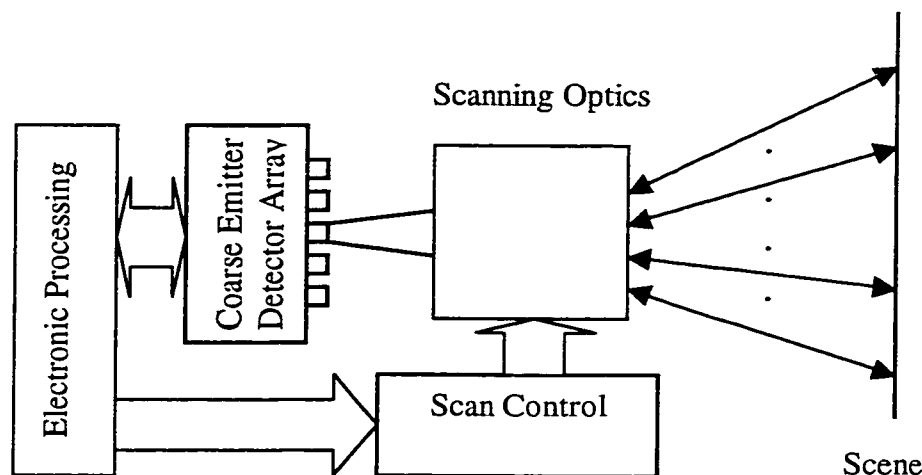 Scanning Optics
Electronic Processing
Coarse Emitter
Detector Array
Scan Control
Scene